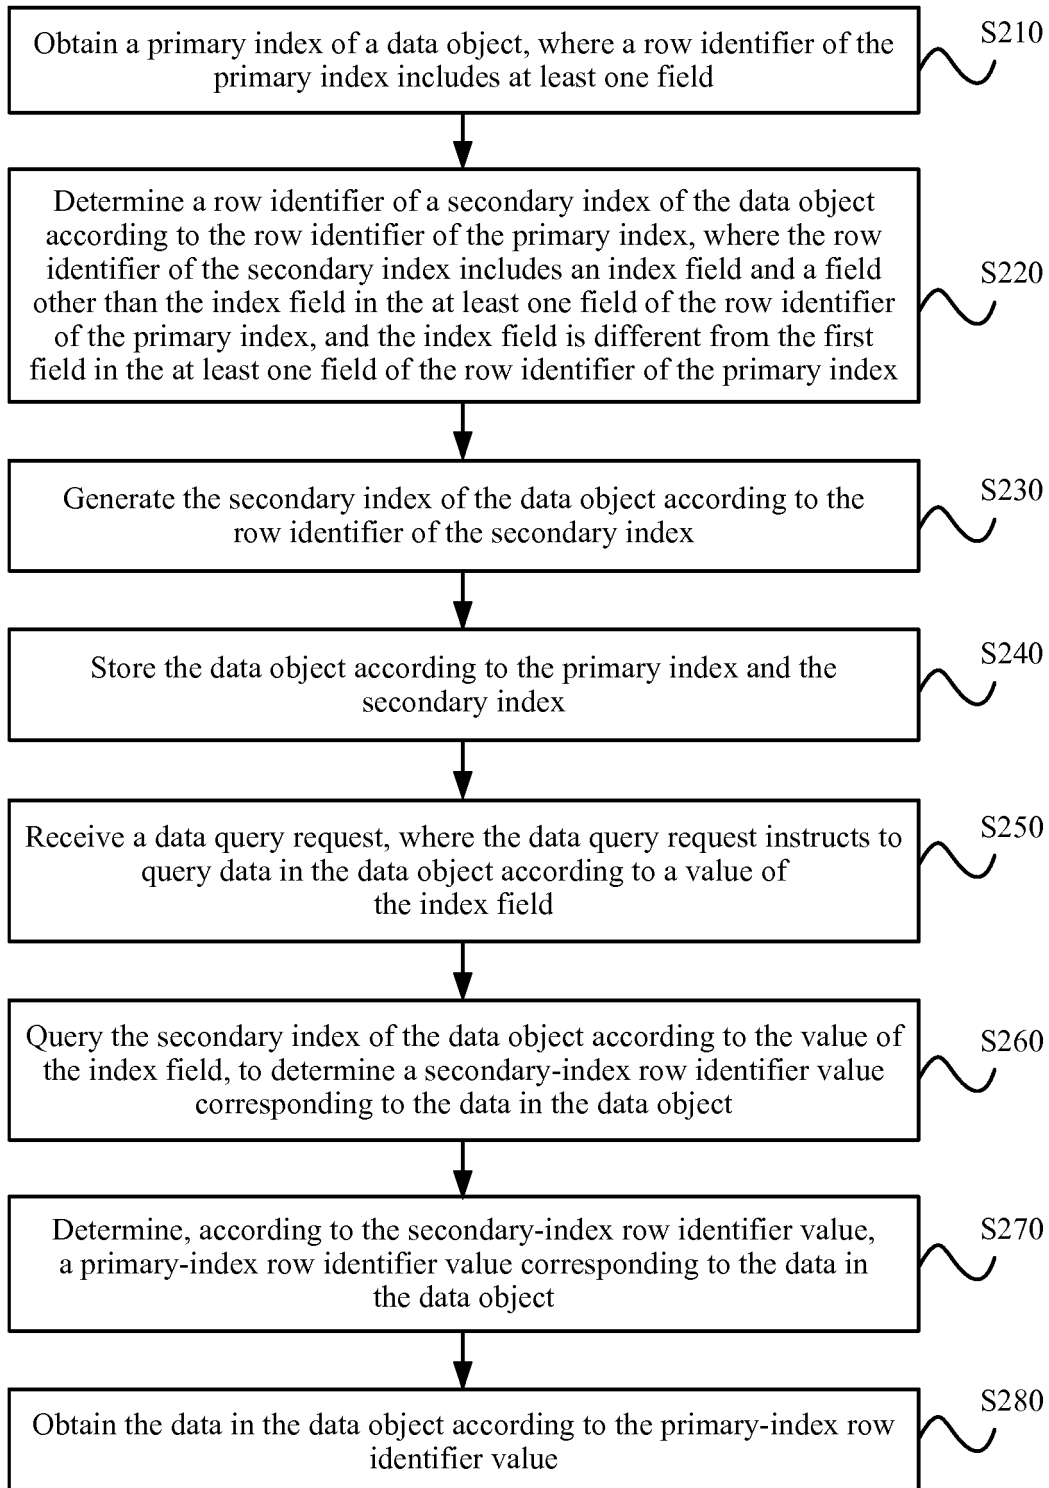 Obtain a primary index of a data object, where a row identifier of the
primary index includes at least one field
S210
Determine a row identifier of a secondary index of the data object
according to the row identifier of the primary index, where the row
identifier of the secondary index includes an index field and a field
other than the index field in the at least one field of the row identifier
of the primary index, and the index field is different from the first
field in the at least one field of the row identifier of the primary index
S220
Generate the secondary index of the data object according to the
row identifier of the secondary index
S230
Store the data object according to the primary index and the
secondary index
S240
Receive a data query request, where the data query request instructs to
query data in the data object according to a value of
the index field
S250
Query the secondary index of the data object according to the value of
the index field, to determine a secondary-index row identifier value
corresponding to the data in the data object
S260
Determine, according to the secondary-index row identifier value,
a primary-index row identifier value corresponding to the data in
the data object
S270
Obtain the data in the data object according to the primary-index row
identifier value
S280